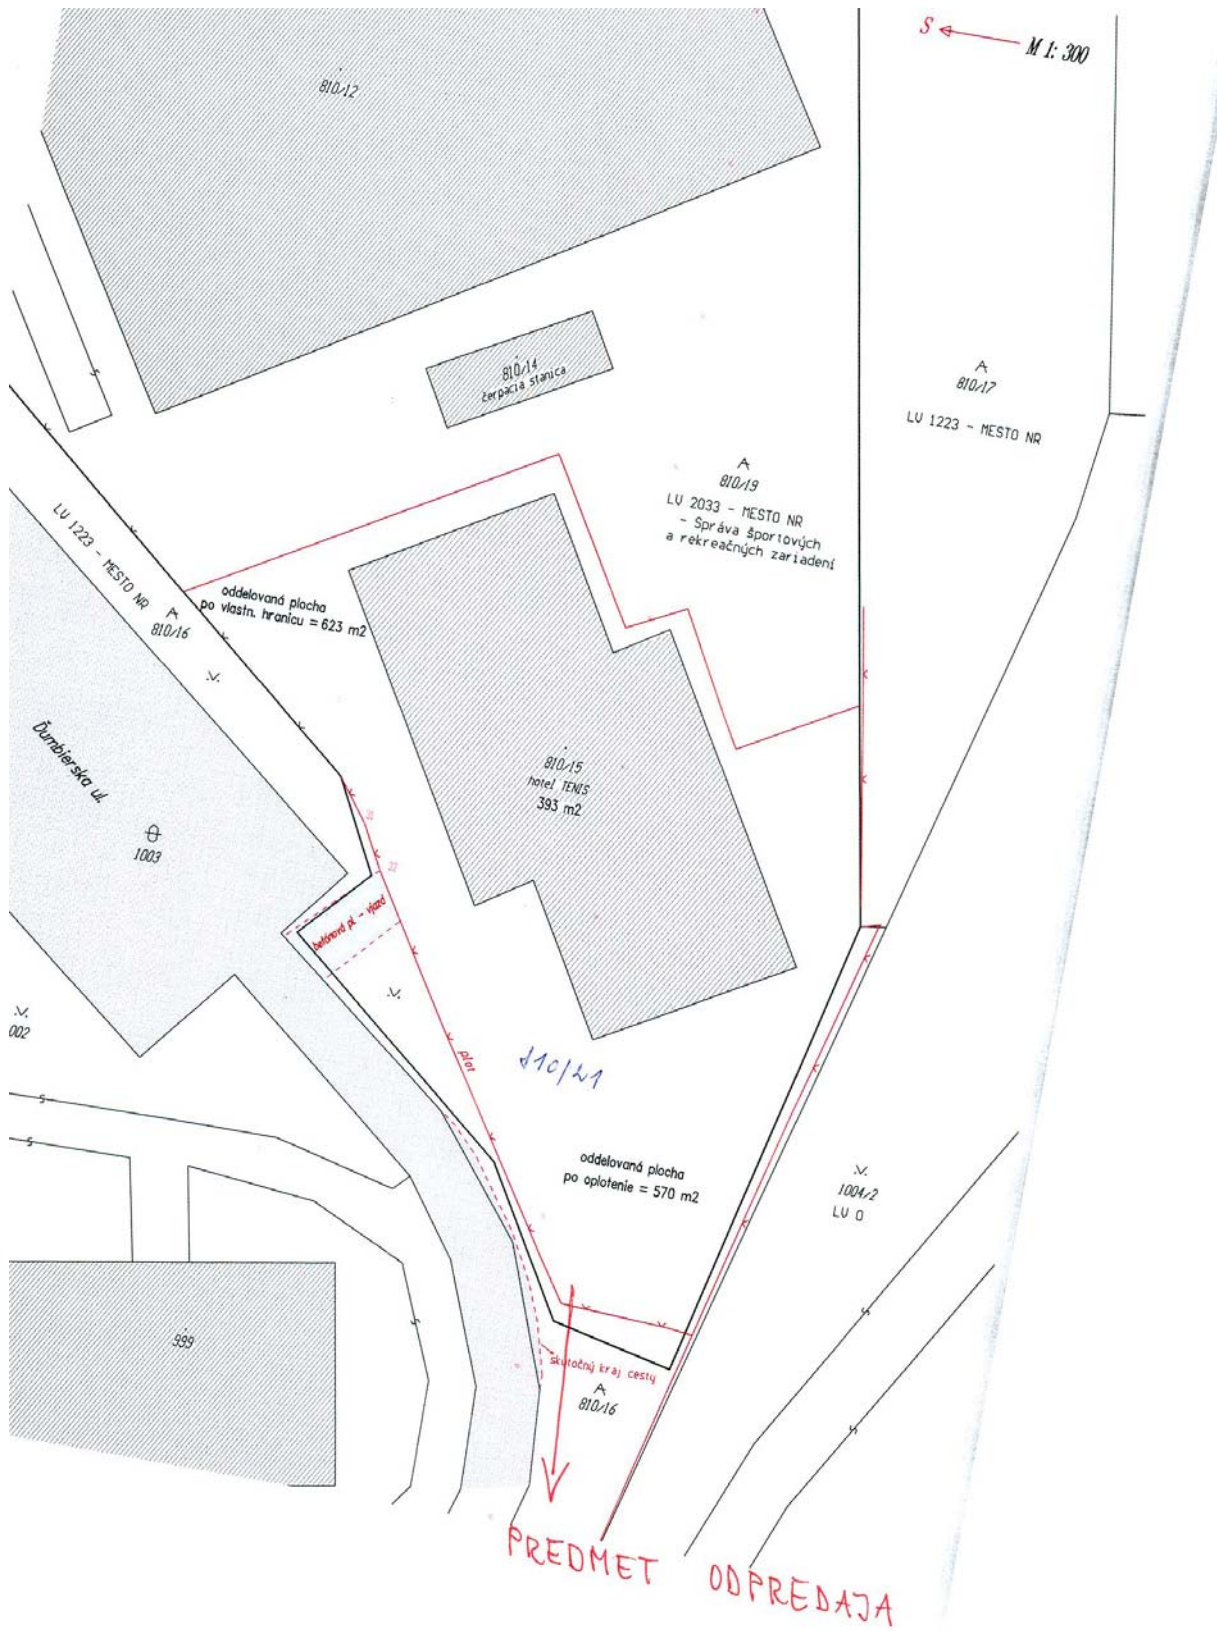 S
M 1: 300
810/12
810/14
čerpacia stanica
A
810/17
LV 1223 - MESTO NR
A
810/19
LV 2033 - MESTO NR
- Správa športových
a rekreačných zariadení
LV 1223 - MESTO NR
A
810/16
oddelovaná plocha
po vlastn. hranicu = 623 m2
810/15
hotel TENIS
393 m2
Ďumbierska ul.
1003
betónová pl - vjazd
002
plot
810/21
oddelovaná plocha
po oplotenie = 570 m2
1004/2
LV 0
999
skutočný kraj cesty
A
810/16
PREDMET ODPREDAJA